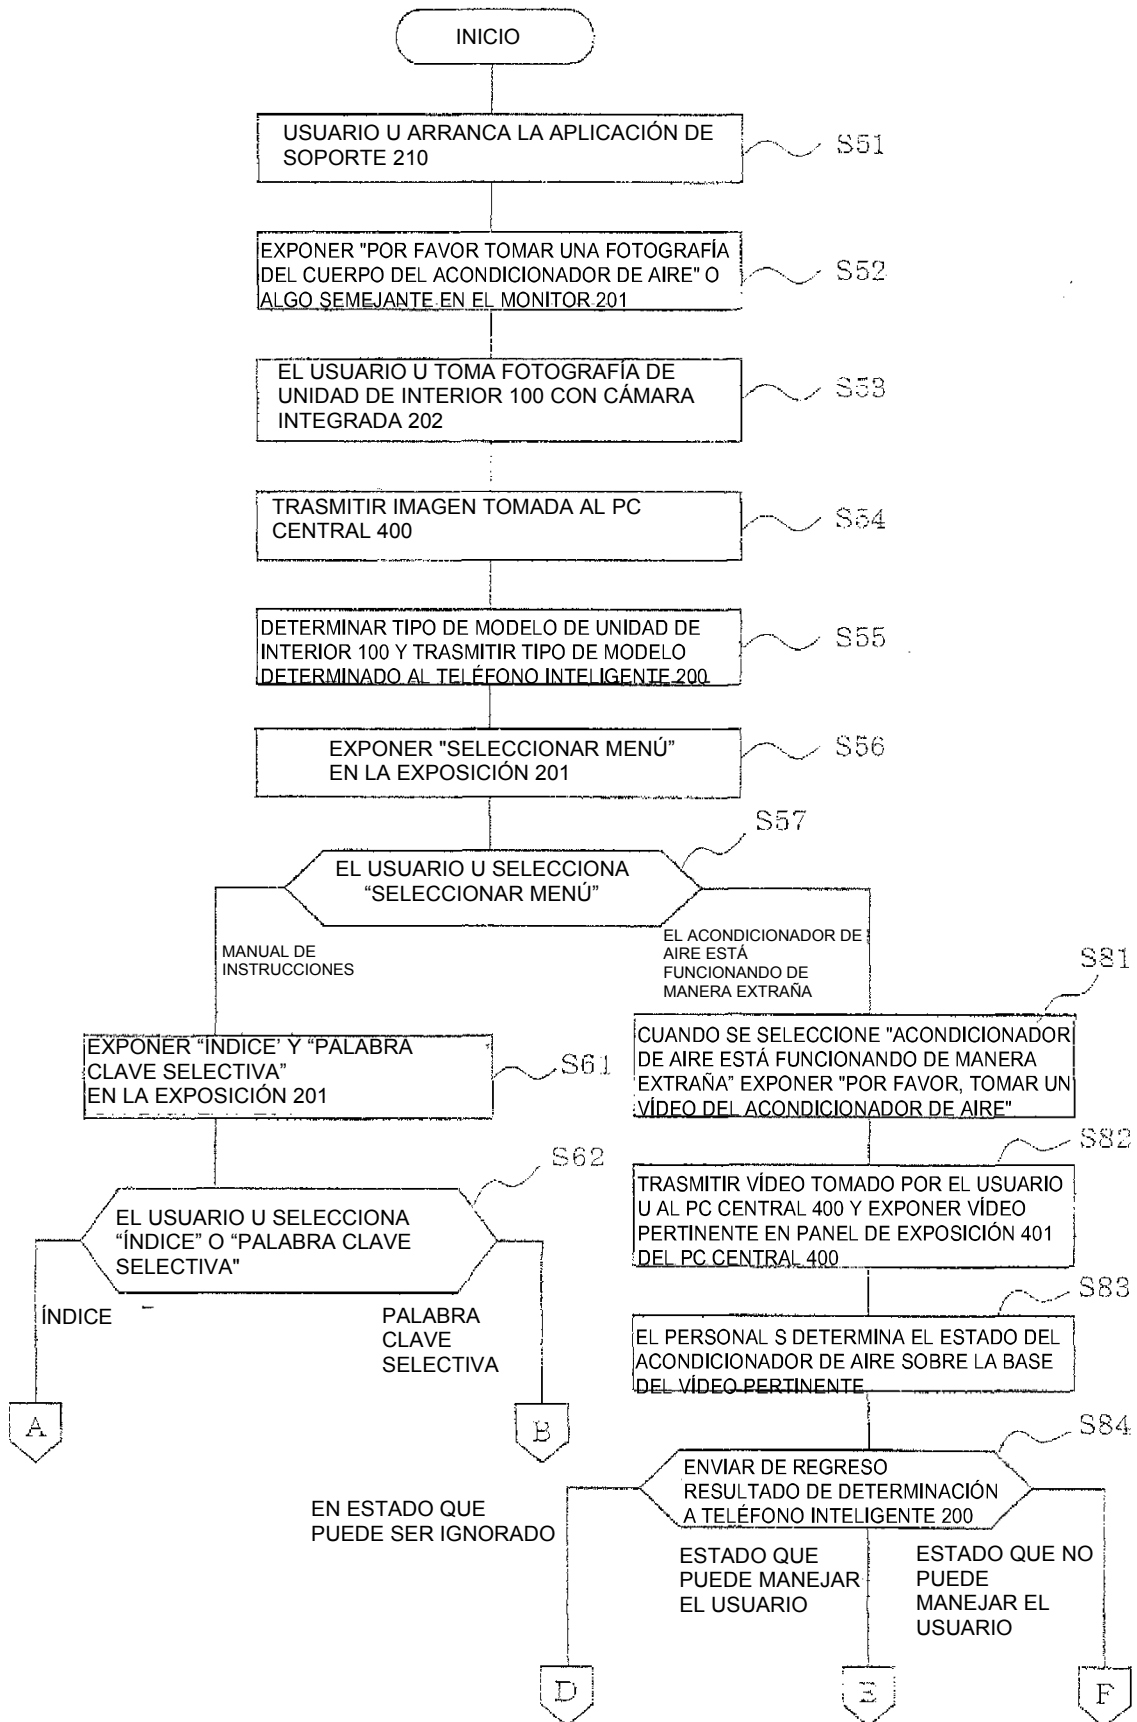 INICIO
USUARIO U ARRANCA LA APLICACIÓN DE
SOPORTE 210
S51
EXPONER "POR FAVOR TOMAR UNA FOTOGRAFÍA
DEL CUERPO DEL ACONDICIONADOR DE AIRE" O
ALGO SEMEJANTE EN EL MONITOR 201
S52
EL USUARIO U TOMA FOTOGRAFÍA DE
UNIDAD DE INTERIOR 100 CON CÁMARA
INTEGRADA 202
S53
TRASMITIR IMAGEN TOMADA AL PC
CENTRAL 400
S54
DETERMINAR TIPO DE MODELO DE UNIDAD DE
INTERIOR 100 Y TRASMITIR TIPO DE MODELO
DETERMINADO AL TELÉFONO INTELIGENTE 200
S55
EXPONER "SELECCIONAR MENÚ”
EN LA EXPOSICIÓN 201
S56
S57
EL USUARIO U SELECCIONA
“SELECCIONAR MENÚ”
MANUAL DE
INSTRUCCIONES
EL ACONDICIONADOR DE
AIRE ESTÁ
FUNCIONANDO DE
MANERA EXTRAÑA
EXPONER “ÍNDICE’ Y “PALABRA
CLAVE SELECTIVA”
EN LA EXPOSICIÓN 201
S61
S81
CUANDO SE SELECCIONE "ACONDICIONADOR
DE AIRE ESTÁ FUNCIONANDO DE MANERA
EXTRAÑA” EXPONER "POR FAVOR, TOMAR UN
VÍDEO DEL ACONDICIONADOR DE AIRE"
S62
EL USUARIO U SELECCIONA
“ÍNDICE” O “PALABRA CLAVE
SELECTIVA"
ÍNDICE
PALABRA
CLAVE
SELECTIVA
A
B
S82
TRASMITIR VÍDEO TOMADO POR EL USUARIO
U AL PC CENTRAL 400 Y EXPONER VÍDEO
PERTINENTE EN PANEL DE EXPOSICIÓN 401
DEL PC CENTRAL 400
S83
EL PERSONAL S DETERMINA EL ESTADO DEL
ACONDICIONADOR DE AIRE SOBRE LA BASE
DEL VÍDEO PERTINENTE
S84
ENVIAR DE REGRESO
RESULTADO DE DETERMINACIÓN
A TELÉFONO INTELIGENTE 200
EN ESTADO QUE
PUEDE SER IGNORADO
ESTADO QUE
PUEDE MANEJAR
EL USUARIO
ESTADO QUE NO
PUEDE
MANEJAR EL
USUARIO
D
E
F